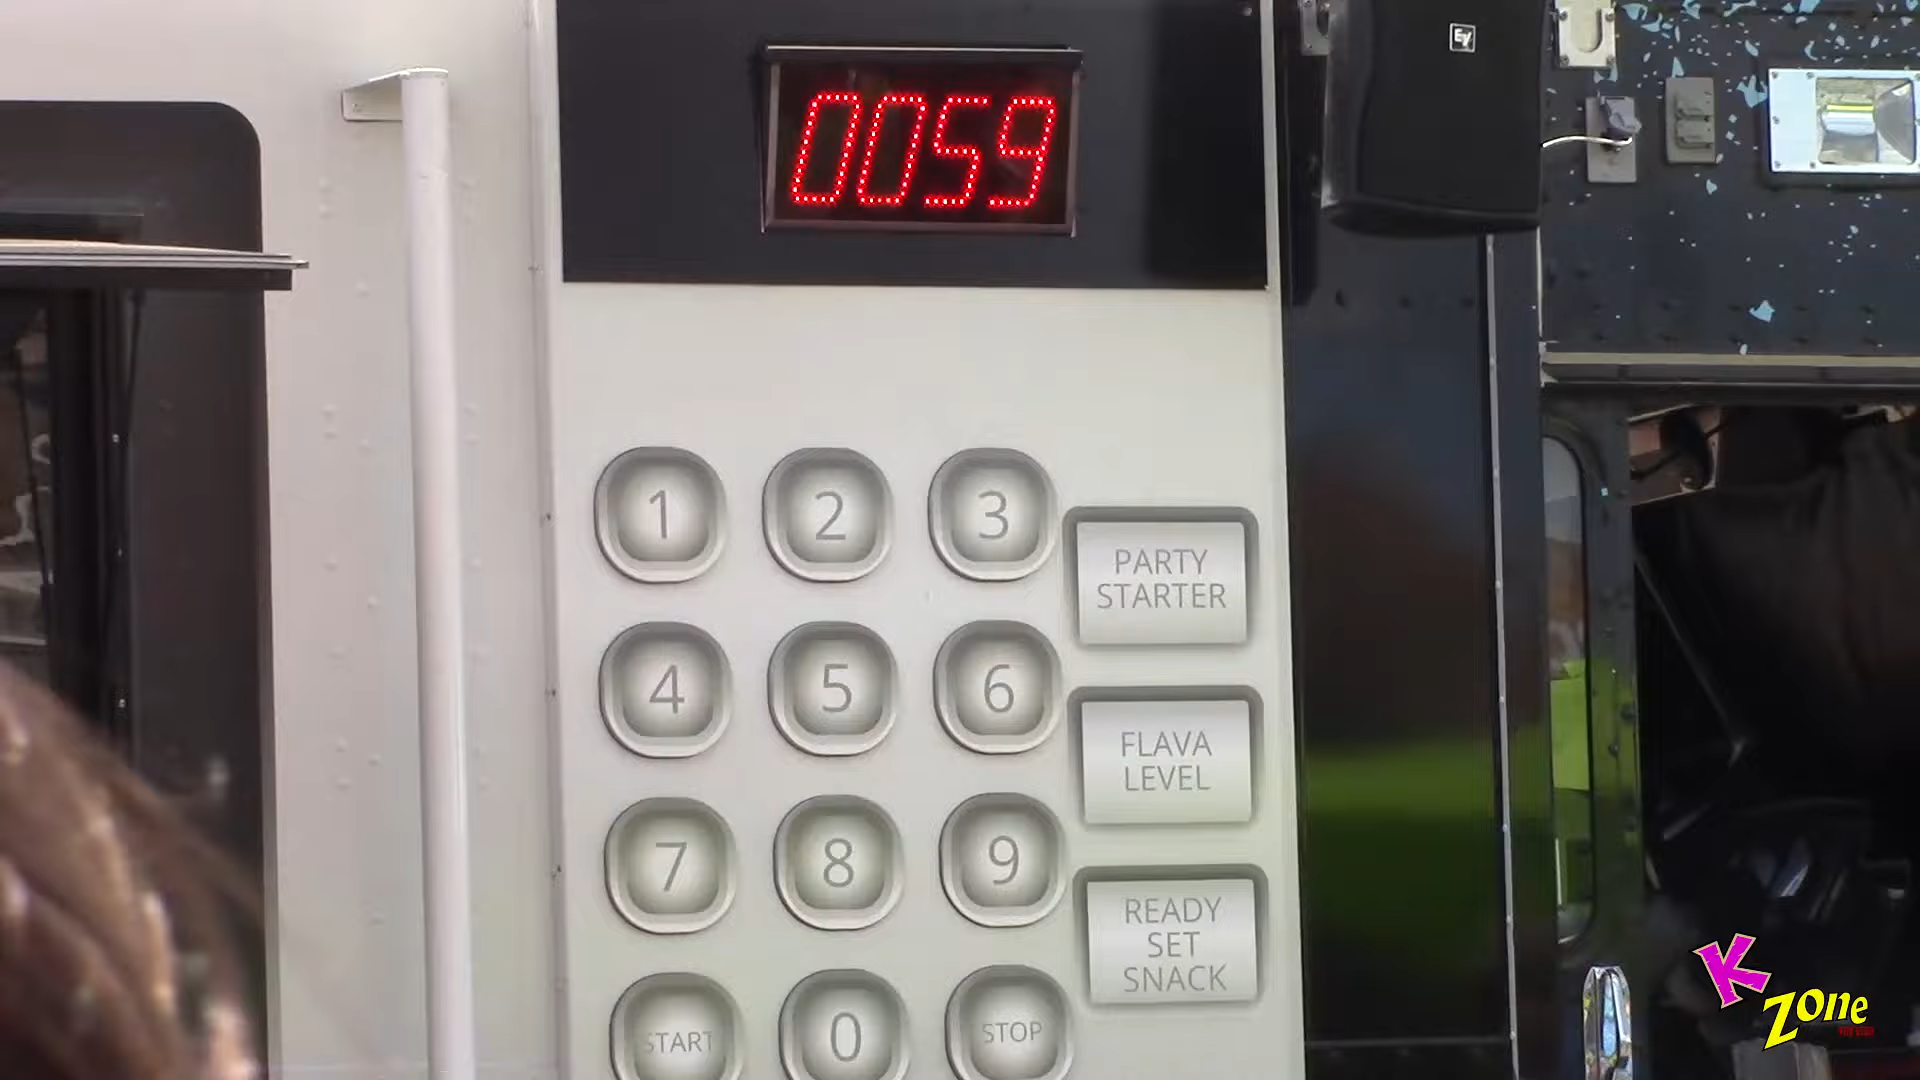 0059
EV
1 2 3
PARTY
STARTER
4 5 6
FLAVA
LEVEL
7 8 9
READY
SET
SNACK
START 0 STOP
K
Zone